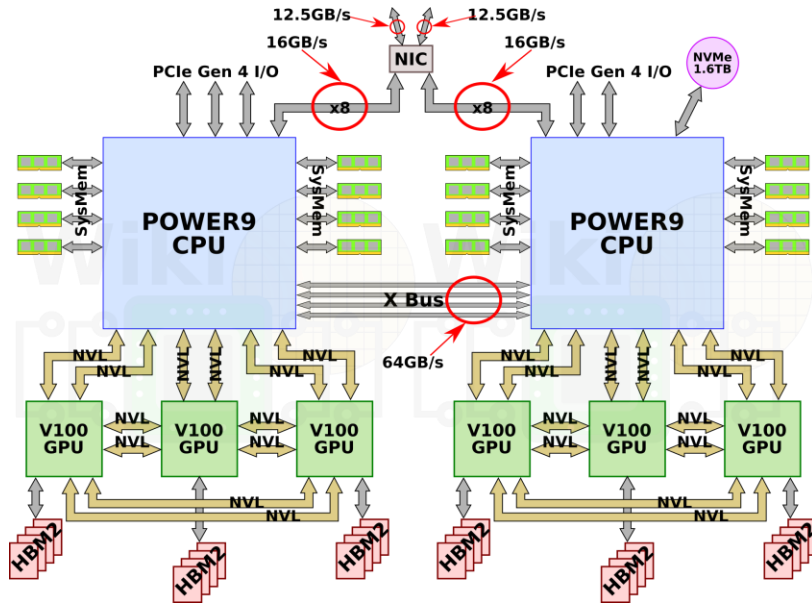 12.5GB/s
12.5GB/s
16GB/s
16GB/s
NIC
NVMe
1.6TB
PCIe Gen 4 I/O
PCIe Gen 4 I/O
x8
x8
SysMem
POWER9
CPU
SysMem
SysMem
POWER9
CPU
SysMem
Wiki
Wiki
X Bus
64GB/s
NVL
NVL
NVL
NVL
NVL
NVL
NVL
NVL
NVL
NVL
NVL
NVL
V100
GPU
NVL
NVL
V100
GPU
NVL
NVL
V100
GPU
V100
GPU
NVL
NVL
V100
GPU
NVL
NVL
V100
GPU
NVL
NVL
NVL
NVL
HBM2
HBM2
HBM2
HBM2
HBM2
HBM2